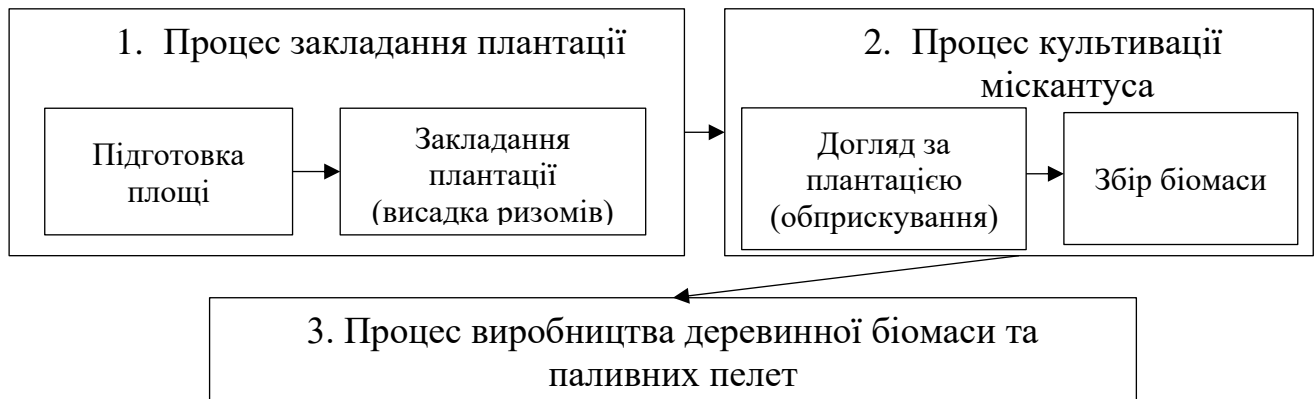 1. Процес закладання плантації
Підготовка
площі
Закладання
плантації
(висадка ризомів)
2. Процес культивації
міскантуса
Догляд за
плантацією
(обприскування)
Збір біомаси
3. Процес виробництва деревинної біомаси та
паливних пелет